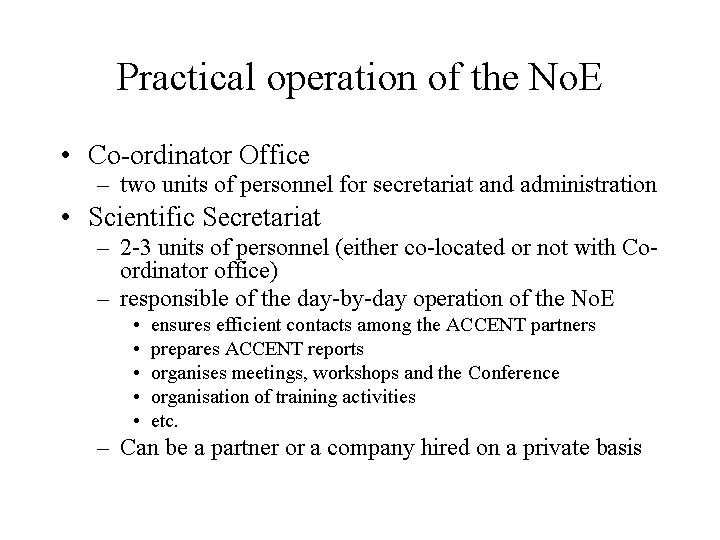 Practical operation of the No.E
• Co-ordinator Office
– two units of personnel for secretariat and administration
• Scientific Secretariat
– 2-3 units of personnel (either co-located or not with Co-
ordinator office)
– responsible of the day-by-day operation of the No.E
• ensures efficient contacts among the ACCENT partners
• prepares ACCENT reports
• organises meetings, workshops and the Conference
• organisation of training activities
• etc.
– Can be a partner or a company hired on a private basis